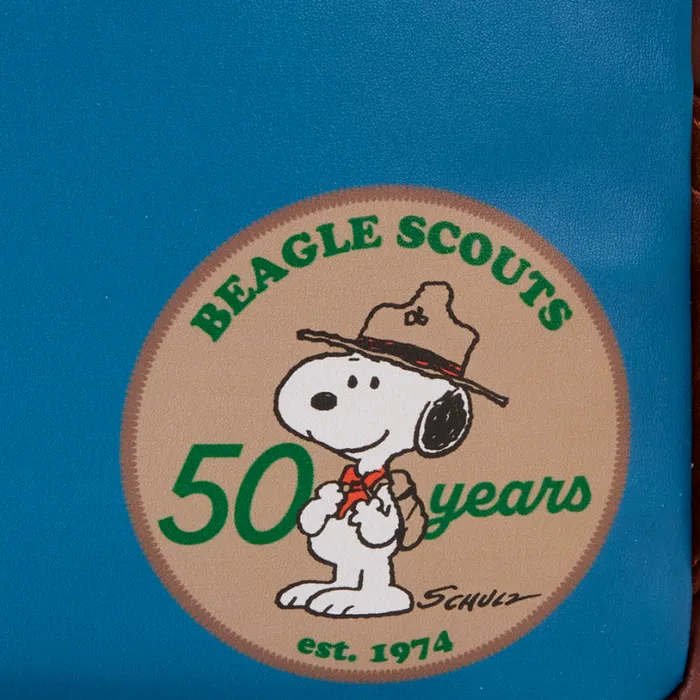 BEAGLE SCOUTS
50 years
SCHULZ
est. 1974